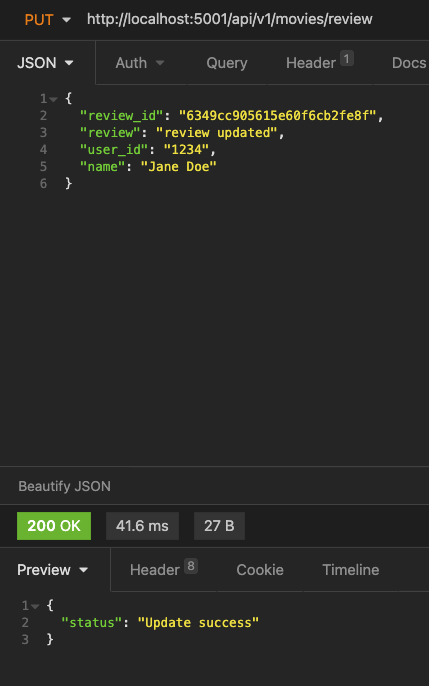 PUT http://localhost:5001/api/v1/movies/review
JSON Auth Query Header 1 Docs
1 {
2 "review_id": "6349cc905615e60f6cb2fe8f",
3 "review": "review updated",
4 "user_id": "1234",
5 "name": "Jane Doe"
6 }
Beautify JSON
200 OK 41.6 ms 27 B
Preview Header 8 Cookie Timeline
1 {
2 "status": "Update success"
3 }